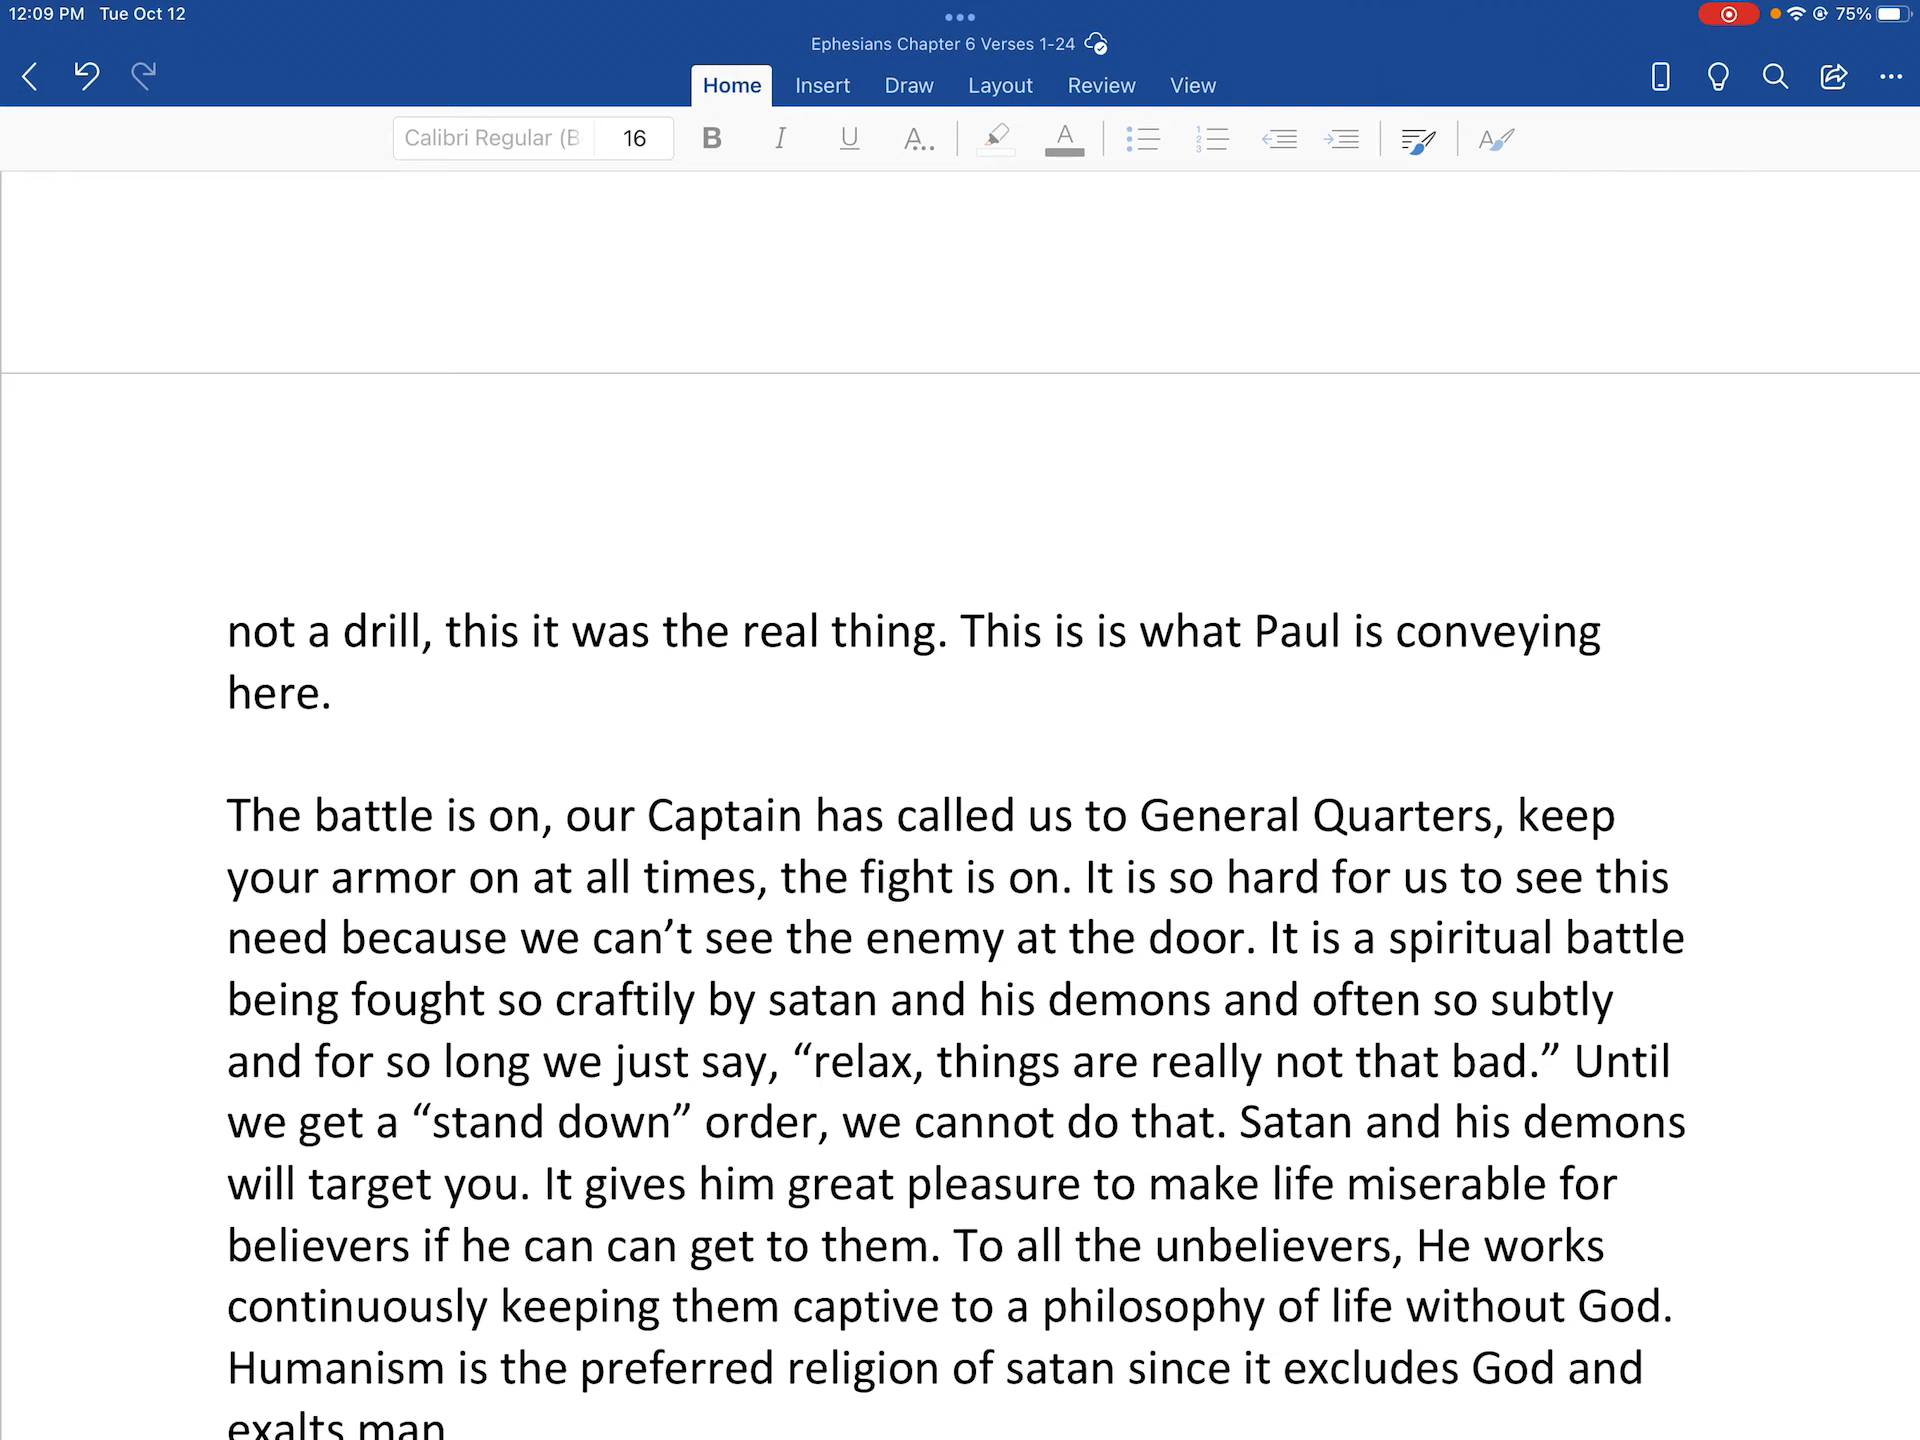 12:09 PM Tue Oct 12 75%
Ephesians Chapter 6 Verses 1-24
Home Insert Draw Layout Review View
Calibri Regular (B 16 B I U A.. A A
not a drill, this it was the real thing. This is is what Paul is conveying
here.
The battle is on, our Captain has called us to General Quarters, keep
your armor on at all times, the fight is on. It is so hard for us to see this
need because we can’t see the enemy at the door. It is a spiritual battle
being fought so craftily by satan and his demons and often so subtly
and for so long we just say, “relax, things are really not that bad.” Until
we get a “stand down” order, we cannot do that. Satan and his demons
will target you. It gives him great pleasure to make life miserable for
believers if he can can get to them. To all the unbelievers, He works
continuously keeping them captive to a philosophy of life without God.
Humanism is the preferred religion of satan since it excludes God and
exalts man